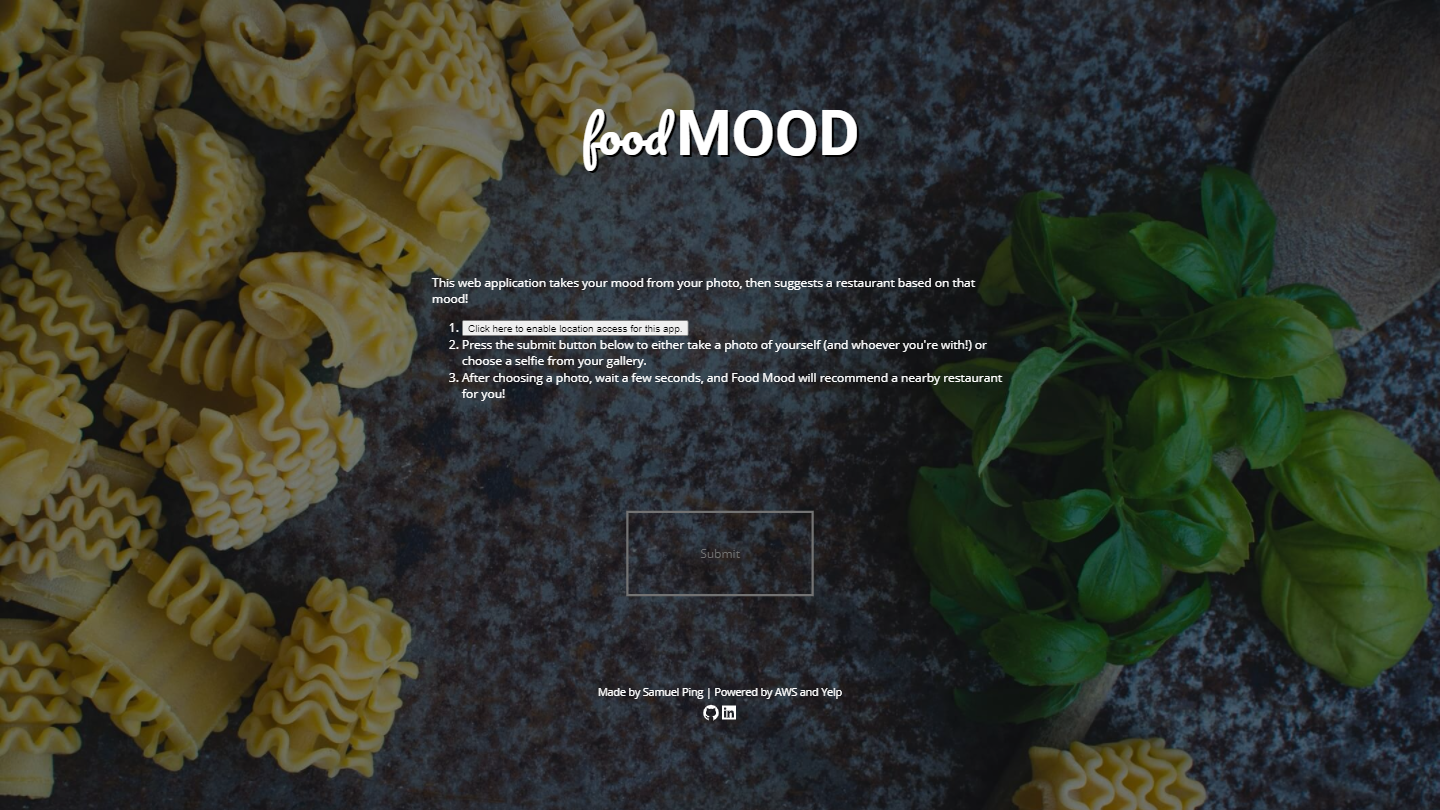 food MOOD
This web application takes your mood from your photo, then suggests a restaurant based on that
mood!
1. Click here to enable location access for this app.
2. Press the submit button below to either take a photo of yourself (and whoever you're with!) or
choose a selfie from your gallery.
3. After choosing a photo, wait a few seconds, and Food Mood will recommend a nearby restaurant
for you!
Submit
Made by Samuel Ping | Powered by AWS and Yelp
in